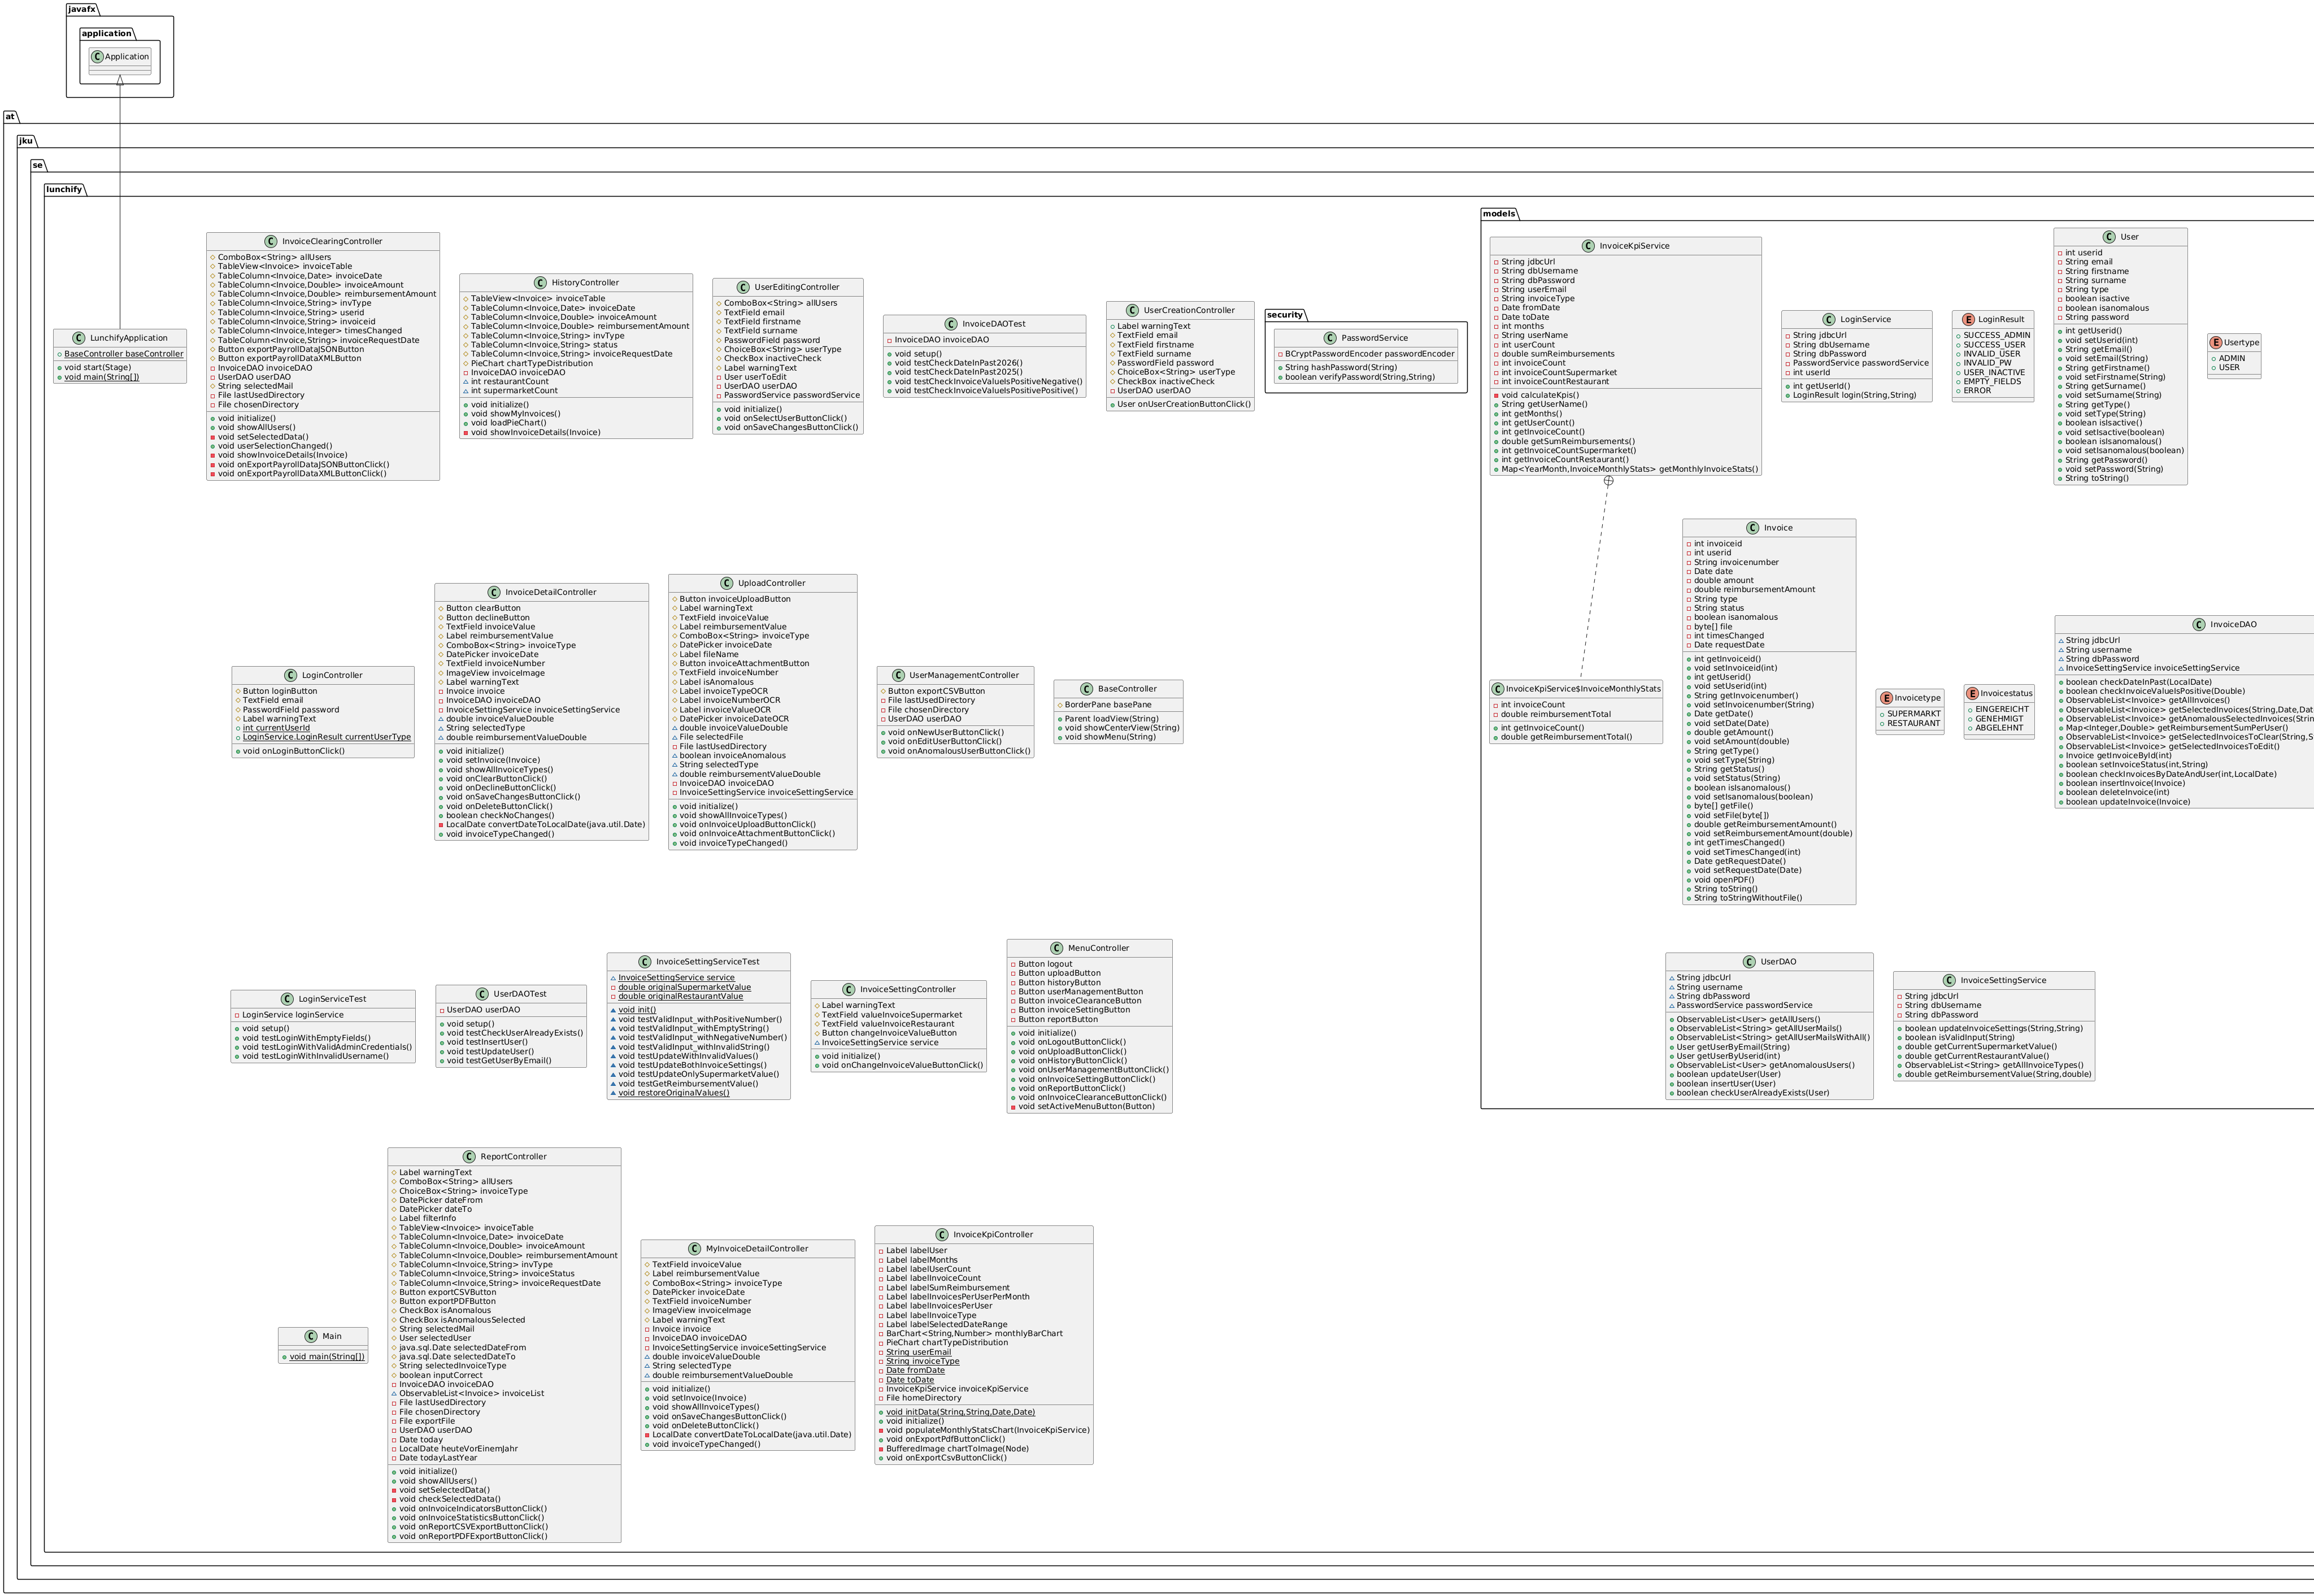 javafx
application
Application
at
jku
se
lunchify
LunchifyApplication
BaseController baseController
void start(Stage)
void main(String[])
InvoiceClearingController
ComboBox<String> allUsers
TableView<Invoice> invoiceTable
TableColumn<Invoice,Date> invoiceDate
TableColumn<Invoice,Double> invoiceAmount
TableColumn<Invoice,Double> reimbursementAmount
TableColumn<Invoice,String> invType
TableColumn<Invoice,String> userid
TableColumn<Invoice,String> invoiceid
TableColumn<Invoice,Integer> timesChanged
TableColumn<Invoice,String> invoiceRequestDate
Button exportPayrollDataJSONButton
Button exportPayrollDataXMLButton
InvoiceDAO invoiceDAO
UserDAO userDAO
String selectedMail
File lastUsedDirectory
File chosenDirectory
void initialize()
void showAllUsers()
void setSelectedData()
void userSelectionChanged()
void showInvoiceDetails(Invoice)
void onExportPayrollDataJSONButtonClick()
void onExportPayrollDataXMLButtonClick()
HistoryController
TableView<Invoice> invoiceTable
TableColumn<Invoice,Date> invoiceDate
TableColumn<Invoice,Double> invoiceAmount
TableColumn<Invoice,Double> reimbursementAmount
TableColumn<Invoice,String> invType
TableColumn<Invoice,String> status
TableColumn<Invoice,String> invoiceRequestDate
PieChart chartTypeDistribution
InvoiceDAO invoiceDAO
int restaurantCount
int supermarketCount
void initialize()
void showMyInvoices()
void loadPieChart()
void showInvoiceDetails(Invoice)
UserEditingController
ComboBox<String> allUsers
TextField email
TextField firstname
TextField surname
PasswordField password
ChoiceBox<String> userType
CheckBox inactiveCheck
Label warningText
User userToEdit
UserDAO userDAO
PasswordService passwordService
void initialize()
void onSelectUserButtonClick()
void onSaveChangesButtonClick()
InvoiceDAOTest
InvoiceDAO invoiceDAO
void setup()
void testCheckDateInPast2026()
void testCheckDateInPast2025()
void testCheckInvoiceValueIsPositiveNegative()
void testCheckInvoiceValueIsPositivePositive()
UserCreationController
Label warningText
TextField email
TextField firstname
TextField surname
PasswordField password
ChoiceBox<String> userType
CheckBox inactiveCheck
UserDAO userDAO
User onUserCreationButtonClick()
security
PasswordService
BCryptPasswordEncoder passwordEncoder
String hashPassword(String)
boolean verifyPassword(String,String)
models
InvoiceKpiService
String jdbcUrl
String dbUsername
String dbPassword
String userEmail
String invoiceType
Date fromDate
Date toDate
int months
int invoiceCount
String userName
int userCount
double sumReimbursements
int invoiceCountSupermarket
int invoiceCountRestaurant
void calculateKpis()
String getUserName()
int getMonths()
int getUserCount()
int getInvoiceCount()
double getSumReimbursements()
int getInvoiceCountSupermarket()
int getInvoiceCountRestaurant()
Map<YearMonth,InvoiceMonthlyStats> getMonthlyInvoiceStats()
LoginService
String jdbcUrl
String dbUsername
String dbPassword
PasswordService passwordService
int userId
int getUserId()
LoginResult login(String,String)
LoginResult
SUCCESS_ADMIN
SUCCESS_USER
INVALID_USER
INVALID_PW
USER_INACTIVE
EMPTY_FIELDS
ERROR
User
int userid
String email
String firstname
String surname
String type
boolean isactive
boolean isanomalous
String password
int getUserid()
void setUserid(int)
String getEmail()
void setEmail(String)
String getFirstname()
void setFirstname(String)
String getSurname()
void setSurname(String)
String getType()
void setType(String)
boolean isIsactive()
void setIsactive(boolean)
boolean isIsanomalous()
void setIsanomalous(boolean)
String getPassword()
void setPassword(String)
String toString()
Usertype
ADMIN
USER
LoginController
Button loginButton
TextField email
PasswordField password
Label warningText
int currentUserId
LoginService.LoginResult currentUserType
void onLoginButtonClick()
InvoiceDetailController
Button clearButton
Button declineButton
TextField invoiceValue
Label reimbursementValue
ComboBox<String> invoiceType
DatePicker invoiceDate
TextField invoiceNumber
ImageView invoiceImage
Label warningText
Invoice invoice
InvoiceDAO invoiceDAO
InvoiceSettingService invoiceSettingService
double invoiceValueDouble
String selectedType
double reimbursementValueDouble
void initialize()
void setInvoice(Invoice)
void showAllInvoiceTypes()
void onClearButtonClick()
void onDeclineButtonClick()
void onSaveChangesButtonClick()
void onDeleteButtonClick()
boolean checkNoChanges()
LocalDate convertDateToLocalDate(java.util.Date)
void invoiceTypeChanged()
UploadController
Button invoiceUploadButton
Label warningText
TextField invoiceValue
Label reimbursementValue
ComboBox<String> invoiceType
DatePicker invoiceDate
Label fileName
Button invoiceAttachmentButton
TextField invoiceNumber
Label isAnomalous
Label invoiceTypeOCR
Label invoiceNumberOCR
Label invoiceValueOCR
DatePicker invoiceDateOCR
double invoiceValueDouble
File selectedFile
File lastUsedDirectory
boolean invoiceAnomalous
String selectedType
double reimbursementValueDouble
InvoiceDAO invoiceDAO
InvoiceSettingService invoiceSettingService
void initialize()
void showAllInvoiceTypes()
void onInvoiceUploadButtonClick()
void onInvoiceAttachmentButtonClick()
void invoiceTypeChanged()
UserManagementController
Button exportCSVButton
File lastUsedDirectory
File chosenDirectory
UserDAO userDAO
void onNewUserButtonClick()
void onEditUserButtonClick()
void onAnomalousUserButtonClick()
BaseController
BorderPane basePane
Parent loadView(String)
void showCenterView(String)
void showMenu(String)
InvoiceKpiService$InvoiceMonthlyStats
int invoiceCount
double reimbursementTotal
int getInvoiceCount()
double getReimbursementTotal()
Invoice
int invoiceid
int userid
String invoicenumber
Date date
double amount
double reimbursementAmount
String type
String status
boolean isanomalous
byte[] file
int timesChanged
Date requestDate
int getInvoiceid()
void setInvoiceid(int)
int getUserid()
void setUserid(int)
String getInvoicenumber()
void setInvoicenumber(String)
Date getDate()
void setDate(Date)
double getAmount()
void setAmount(double)
String getType()
void setType(String)
String getStatus()
void setStatus(String)
boolean isIsanomalous()
void setIsanomalous(boolean)
byte[] getFile()
void setFile(byte[])
double getReimbursementAmount()
void setReimbursementAmount(double)
int getTimesChanged()
void setTimesChanged(int)
Date getRequestDate()
void setRequestDate(Date)
void openPDF()
String toString()
String toStringWithoutFile()
Invoicetype
SUPERMARKT
RESTAURANT
Invoicestatus
EINGEREICHT
GENEHMIGT
ABGELEHNT
InvoiceDAO
String jdbcUrl
String username
String dbPassword
InvoiceSettingService invoiceSettingService
boolean checkDateInPast(LocalDate)
boolean checkInvoiceValueIsPositive(Double)
ObservableList<Invoice> getAllInvoices()
ObservableList<Invoice> getSelectedInvoices(String,Date,Dat
ObservableList<Invoice> getAnomalousSelectedInvoices(Strin
Map<Integer,Double> getReimbursementSumPerUser()
ObservableList<Invoice> getSelectedInvoicesToClear(String,S
ObservableList<Invoice> getSelectedInvoicesToEdit()
Invoice getInvoiceById(int)
boolean setInvoiceStatus(int,String)
boolean checkInvoicesByDateAndUser(int,LocalDate)
boolean insertInvoice(Invoice)
boolean deleteInvoice(int)
boolean updateInvoice(Invoice)
LoginServiceTest
LoginService loginService
void setup()
void testLoginWithEmptyFields()
void testLoginWithValidAdminCredentials()
void testLoginWithInvalidUsername()
UserDAOTest
UserDAO userDAO
void setup()
void testCheckUserAlreadyExists()
void testInsertUser()
void testUpdateUser()
void testGetUserByEmail()
InvoiceSettingServiceTest
InvoiceSettingService service
double originalSupermarketValue
double originalRestaurantValue
void init()
void testValidInput_withPositiveNumber()
void testValidInput_withEmptyString()
void testValidInput_withNegativeNumber()
void testValidInput_withInvalidString()
void testUpdateWithInvalidValues()
void testUpdateBothInvoiceSettings()
void testUpdateOnlySupermarketValue()
void testGetReimbursementValue()
void restoreOriginalValues()
InvoiceSettingController
Label warningText
TextField valueInvoiceSupermarket
TextField valueInvoiceRestaurant
Button changeInvoiceValueButton
InvoiceSettingService service
void initialize()
void onChangeInvoiceValueButtonClick()
MenuController
Button logout
Button uploadButton
Button historyButton
Button userManagementButton
Button invoiceClearanceButton
Button invoiceSettingButton
Button reportButton
void initialize()
void onLogoutButtonClick()
void onUploadButtonClick()
void onHistoryButtonClick()
void onUserManagementButtonClick()
void onInvoiceSettingButtonClick()
void onReportButtonClick()
void onInvoiceClearanceButtonClick()
void setActiveMenuButton(Button)
UserDAO
String jdbcUrl
String username
String dbPassword
PasswordService passwordService
ObservableList<User> getAllUsers()
ObservableList<String> getAllUserMails()
ObservableList<String> getAllUserMailsWithAll()
User getUserByEmail(String)
User getUserByUserid(int)
ObservableList<User> getAnomalousUsers()
boolean updateUser(User)
boolean insertUser(User)
boolean checkUserAlreadyExists(User)
InvoiceSettingService
String jdbcUrl
String dbUsername
String dbPassword
boolean updateInvoiceSettings(String,String)
boolean isValidInput(String)
double getCurrentSupermarketValue()
double getCurrentRestaurantValue()
ObservableList<String> getAllInvoiceTypes()
double getReimbursementValue(String,double)
Main
void main(String[])
ReportController
Label warningText
ComboBox<String> allUsers
ChoiceBox<String> invoiceType
DatePicker dateFrom
DatePicker dateTo
Label filterInfo
TableView<Invoice> invoiceTable
TableColumn<Invoice,Date> invoiceDate
TableColumn<Invoice,Double> invoiceAmount
TableColumn<Invoice,Double> reimbursementAmount
TableColumn<Invoice,String> invType
TableColumn<Invoice,String> invoiceStatus
TableColumn<Invoice,String> invoiceRequestDate
Button exportCSVButton
Button exportPDFButton
CheckBox isAnomalous
CheckBox isAnomalousSelected
String selectedMail
User selectedUser
java.sql.Date selectedDateFrom
java.sql.Date selectedDateTo
String selectedInvoiceType
boolean inputCorrect
InvoiceDAO invoiceDAO
ObservableList<Invoice> invoiceList
File lastUsedDirectory
File chosenDirectory
File exportFile
UserDAO userDAO
Date today
LocalDate heuteVorEinemJahr
Date todayLastYear
void initialize()
void showAllUsers()
void setSelectedData()
void checkSelectedData()
void onInvoiceIndicatorsButtonClick()
void onInvoiceStatisticsButtonClick()
void onReportCSVExportButtonClick()
void onReportPDFExportButtonClick()
MyInvoiceDetailController
TextField invoiceValue
Label reimbursementValue
ComboBox<String> invoiceType
DatePicker invoiceDate
TextField invoiceNumber
ImageView invoiceImage
Label warningText
Invoice invoice
InvoiceDAO invoiceDAO
InvoiceSettingService invoiceSettingService
double invoiceValueDouble
String selectedType
double reimbursementValueDouble
void initialize()
void setInvoice(Invoice)
void showAllInvoiceTypes()
void onSaveChangesButtonClick()
void onDeleteButtonClick()
LocalDate convertDateToLocalDate(java.util.Date)
void invoiceTypeChanged()
InvoiceKpiController
Label labelUser
Label labelMonths
Label labelUserCount
Label labelInvoiceCount
Label labelSumReimbursement
Label labelInvoicesPerUserPerMonth
Label labelInvoicesPerUser
Label labelInvoiceType
Label labelSelectedDateRange
BarChart<String,Number> monthlyBarChart
PieChart chartTypeDistribution
String userEmail
String invoiceType
Date fromDate
Date toDate
InvoiceKpiService invoiceKpiService
File homeDirectory
void initData(String,String,Date,Date)
void initialize()
void populateMonthlyStatsChart(InvoiceKpiService)
void onExportPdfButtonClick()
BufferedImage chartToImage(Node)
void onExportCsvButtonClick()